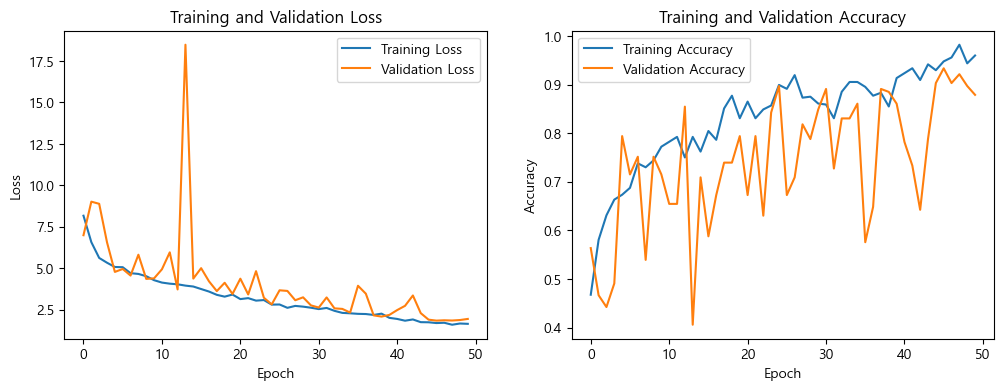 Training and Validation Loss
Training Loss
Validation Loss
17.5
15.0
12.5
10.0
7.5
5.0
2.5
Loss
0
10
20
30
40
50
Epoch
Training and Validation Accuracy
Training Accuracy
Validation Accuracy
1.0
0.9
0.8
0.7
0.6
0.5
0.4
Accuracy
0
10
20
30
40
50
Epoch